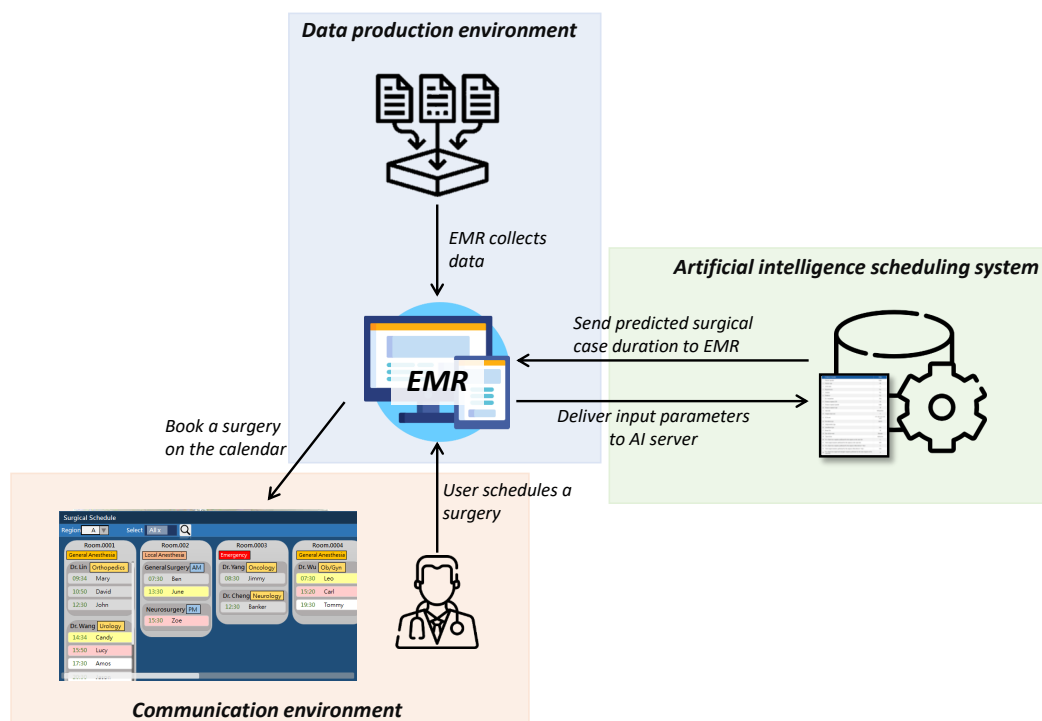 Data production environment
EMR collects
data
Artificial intelligence scheduling system
Send predicted surgical
case duration to EMR
EMR
Deliver input parameters
to AI server
Book a surgery
on the calendar
User schedules a
surgery
Surgical Schedule
Region A Select All
Room.0001
General Anesthesia
Dr. Lin Orthopedics
09:34 Mary
10:50 David
12:30 John
Dr. Wang Urology
14:34 Candy
15:50 Lucy
17:30 Amos
Room.002
Local Anesthesia
General Surgery AM
07:30 Ben
13:30 June
Neurosurgery PM
15:30 Zoe
Room.0003
Emergency
Dr. Yang Oncology
08:30 Jimmy
Dr. Cheng Neurology
12:30 Banker
Room.0004
General Anesthesia
Dr. Wu Ob/Gyn
07:30 Leo
15:20 Carl
19:30 Tommy
Communication environment